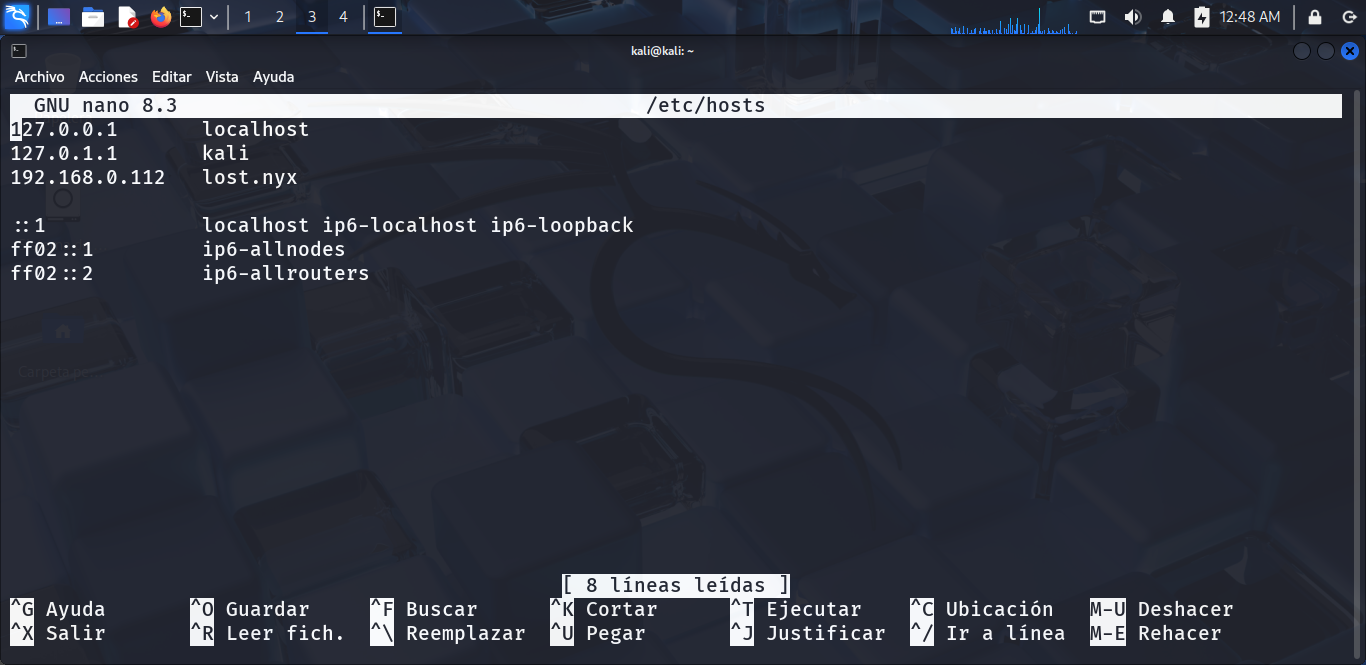 1 2 3 4 12:48 AM
kali@kali: ~
Archivo Acciones Editar Vista Ayuda
GNU nano 8.3 /etc/hosts
127.0.0.1 localhost
127.0.1.1 kali
192.168.0.112 lost.nyx
::1 localhost ip6-localhost ip6-loopback
ff02::1 ip6-allnodes
ff02::2 ip6-allrouters
Carpeta pe
[ 8 líneas leídas ]
^G Ayuda ^O Guardar ^F Buscar ^K Cortar ^T Ejecutar ^C Ubicación M-U Deshacer
^X Salir ^R Leer fich. ^\ Reemplazar ^U Pegar ^J Justificar ^/ Ir a línea M-E Rehacer